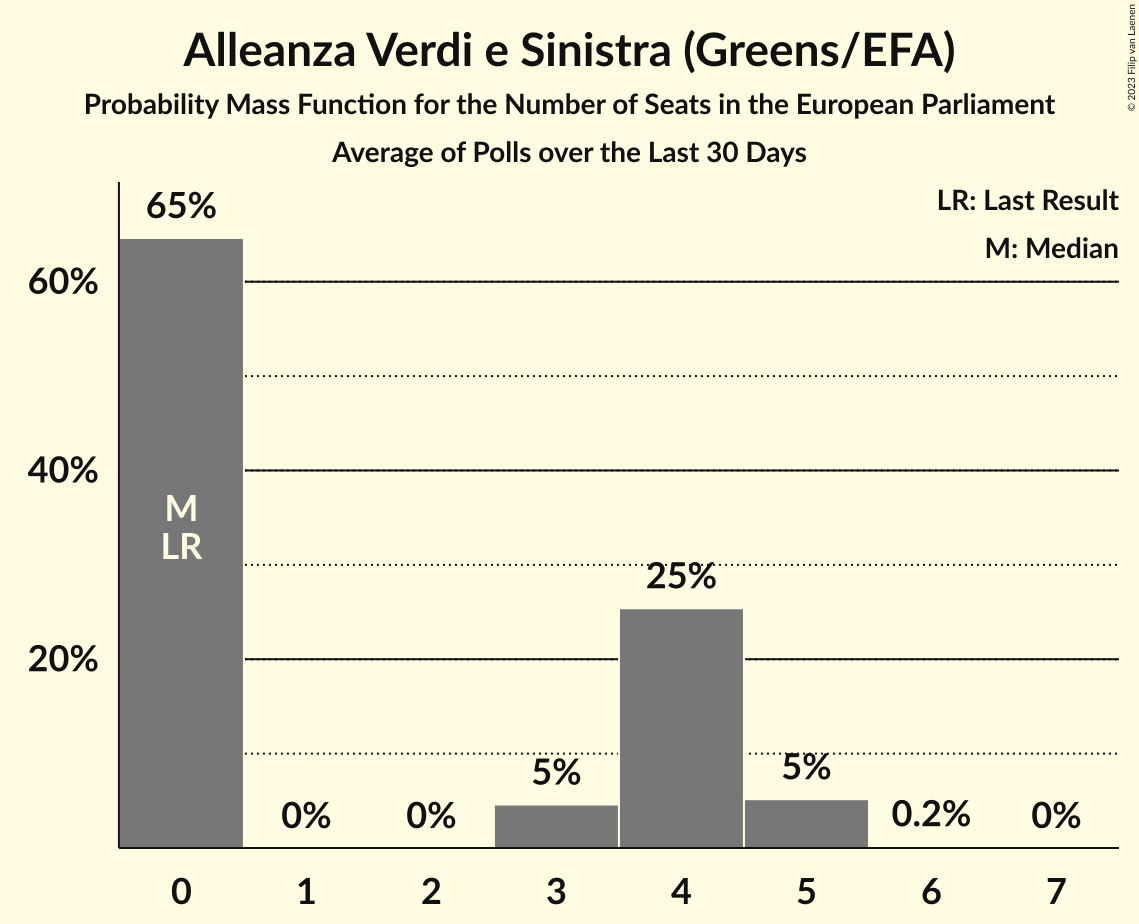 Alleanza Verdi e Sinistra (Greens/EFA)
Probability Mass Function for the Number of Seats in the European Parliament
Average of Polls over the Last 30 Days
© 2023 Filip van Laenen
LR: Last Result
M: Median
65%
60%
40%
20%
M
LR
0%
0%
5%
25%
5%
0.2%
0%
0
1
2
3
4
5
6
7